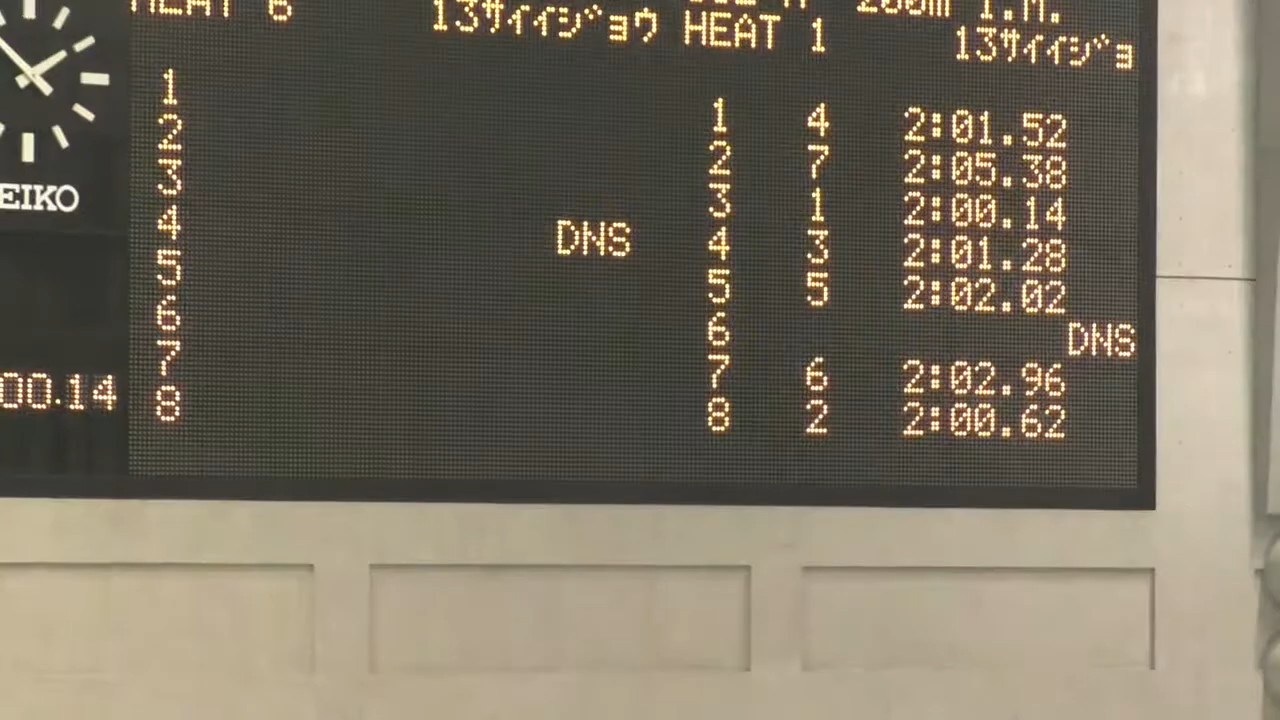 HEAT 6 200m I.M.
13サイイジョウ HEAT 1 13サイイジョ
1
2
3
4 DNS
5
6
7
8
1 4 2:01.52
2 7 2:05.38
3 1 2:00.14
4 3 2:01.28
5 5 2:02.02
6 DNS
7 6 2:02.96
8 2 2:00.62
EIKO
00.14